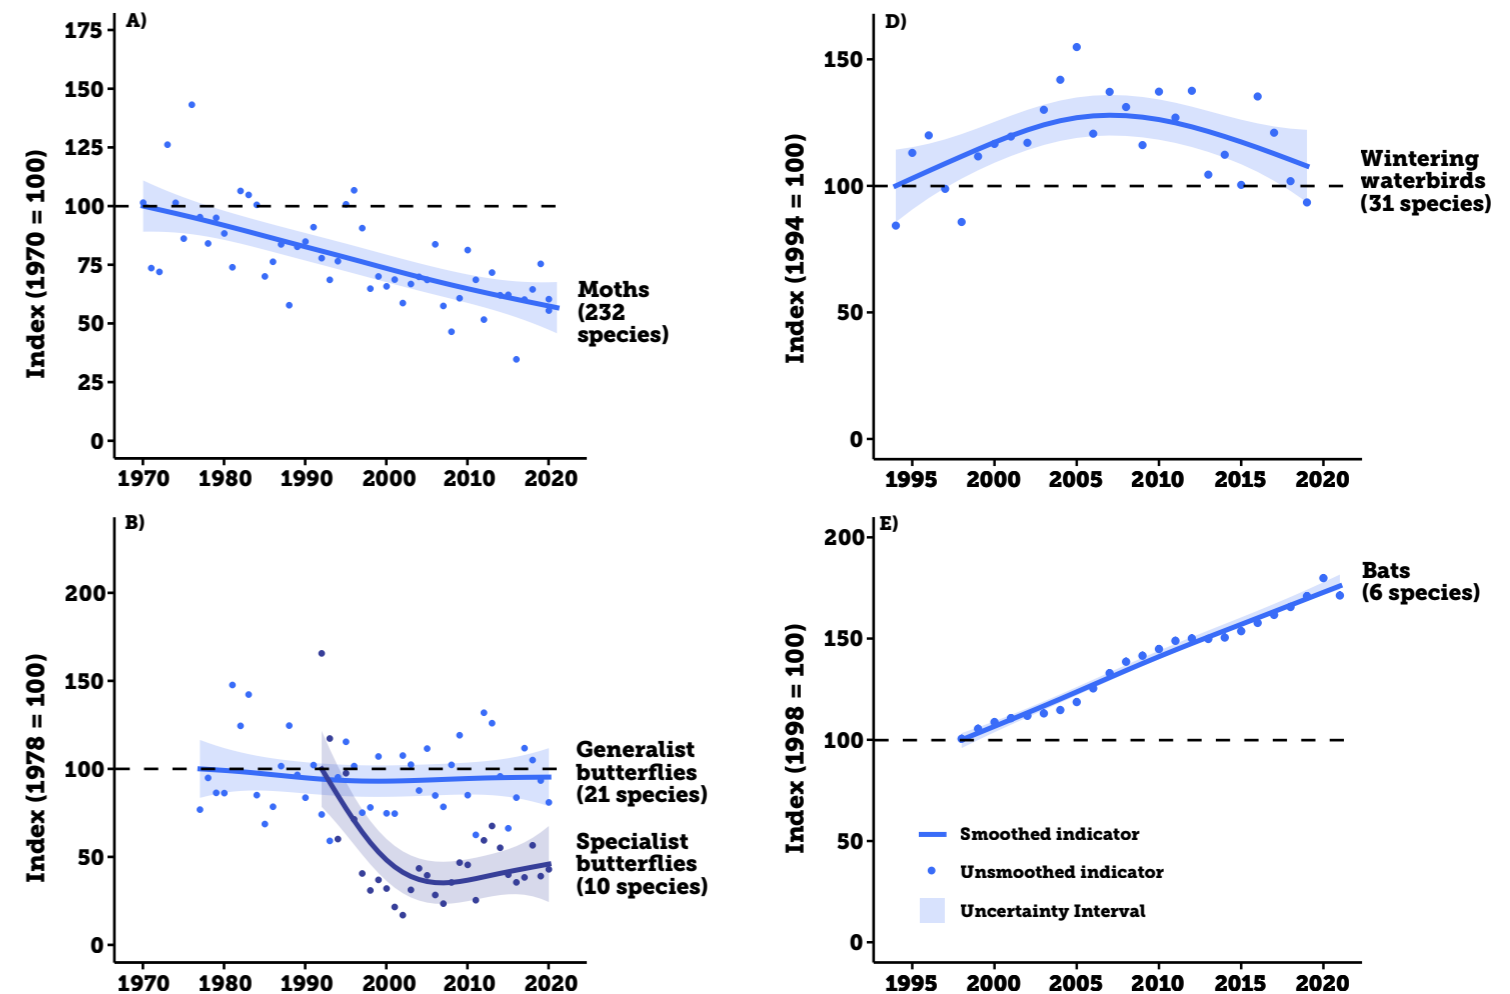 A)
Index (1970 = 100)
175
150
125
100
75
50
25
0
1970 1980 1990 2000 2010 2020
Moths
(232
species)
D)
Index (1994 = 100)
150
100
50
0
1995 2000 2005 2010 2015 2020
Wintering
waterbirds
(31 species)
B)
Index (1978 = 100)
200
150
100
50
0
1970 1980 1990 2000 2010 2020
Generalist
butterflies
(21 species)
Specialist
butterflies
(10 species)
E)
Index (1998 = 100)
200
150
100
50
0
1995 2000 2005 2010 2015 2020
Bats
(6 species)
Smoothed indicator
Unsmoothed indicator
Uncertainty Interval